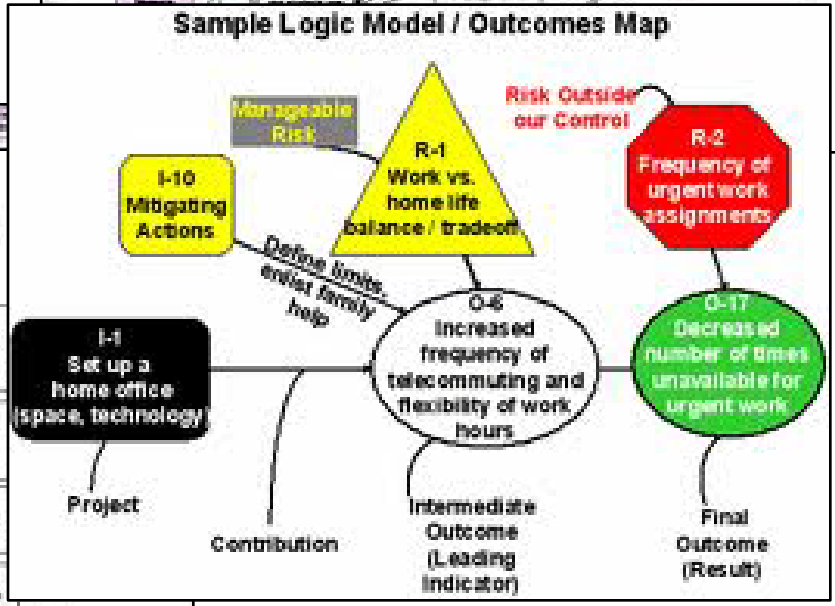 Sample Logic Model / Outcomes Map
Manageable
Risk
R-1
Work vs.
home life
balance / tradeoff
Risk Outside
our Control
R-2
Frequency of
urgent work
assignments
I-10
Mitigating
Actions
Define limits,
enlist family
help
I-1
Set up a
home office
(space, technology)
O-6
Increased
frequency of
telecommuting and
flexibility of work
hours
O-17
Decreased
number of times
unavailable for
urgent work
Project
Contribution
Intermediate
Outcome
(Leading
Indicator)
Final
Outcome
(Result)